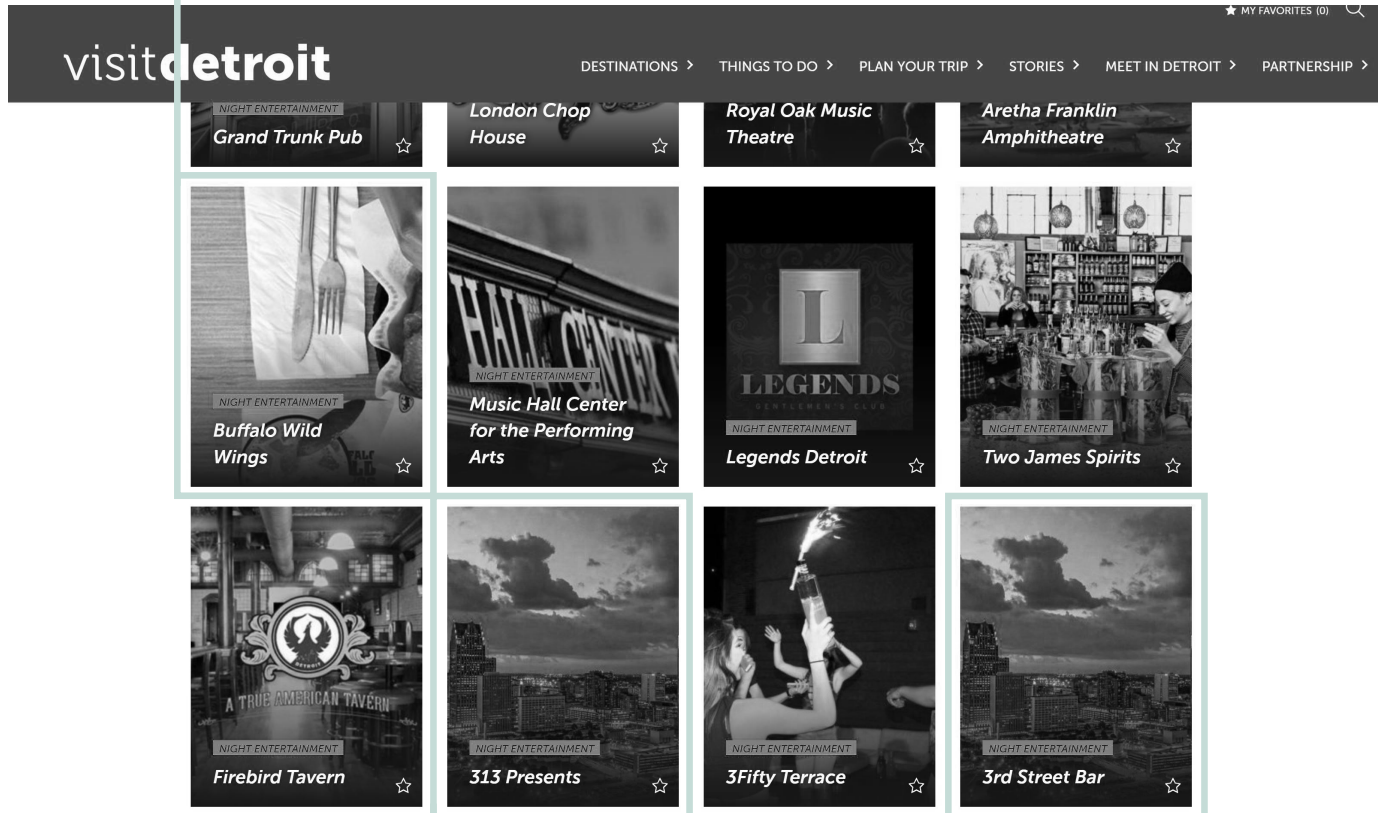 MY FAVORITES (0)
visitdetroit
DESTINATIONS THINGS TO DO PLAN YOUR TRIP STORIES MEET IN DETROIT PARTNERSHIP
NIGHT ENTERTAINMENT
Grand Trunk Pub
London Chop
House
Royal Oak Music
Theatre
Aretha Franklin
Amphitheatre
NIGHT ENTERTAINMENT
Buffalo Wild
Wings
HALL CENTER
NIGHT ENTERTAINMENT
Music Hall Center
for the Performing
Arts
L
LEGENDS
GENTLEMEN'S CLUB
NIGHT ENTERTAINMENT
Legends Detroit
NIGHT ENTERTAINMENT
Two James Spirits
DETROIT
A TRUE AMERICAN TAVERN
NIGHT ENTERTAINMENT
Firebird Tavern
NIGHT ENTERTAINMENT
313 Presents
NIGHT ENTERTAINMENT
3Fifty Terrace
NIGHT ENTERTAINMENT
3rd Street Bar